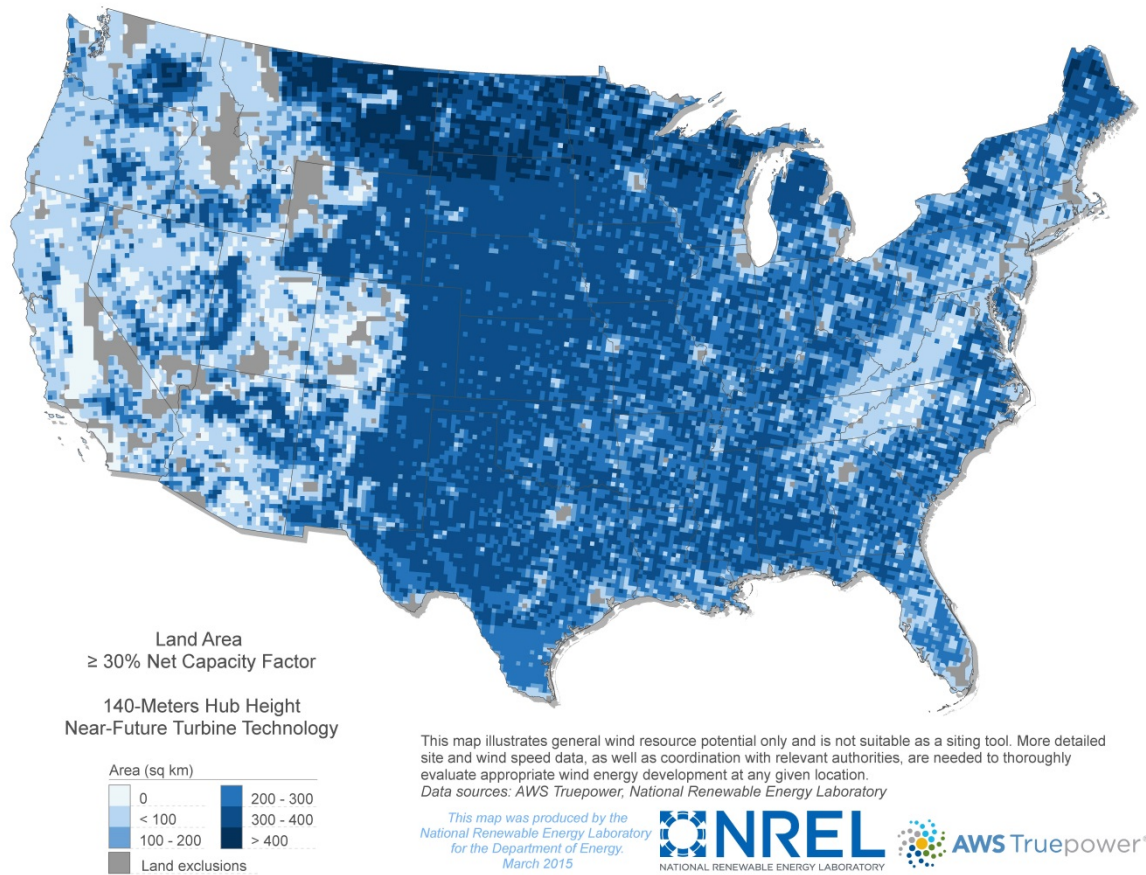 Land Area
≥ 30% Net Capacity Factor
140-Meters Hub Height
Near-Future Turbine Technology
Area (sq km)
0
< 100
100 - 200
200 - 300
300 - 400
> 400
Land exclusions
This map illustrates general wind resource potential only and is not suitable as a siting tool. More detailed
site and wind speed data, as well as coordination with relevant authorities, are needed to thoroughly
evaluate appropriate wind energy development at any given location.
Data sources: AWS Truepower, National Renewable Energy Laboratory
This map was produced by the
National Renewable Energy Laboratory
for the Department of Energy.
March 2015
NREL
NATIONAL RENEWABLE ENERGY LABORATORY
AWS Truepower